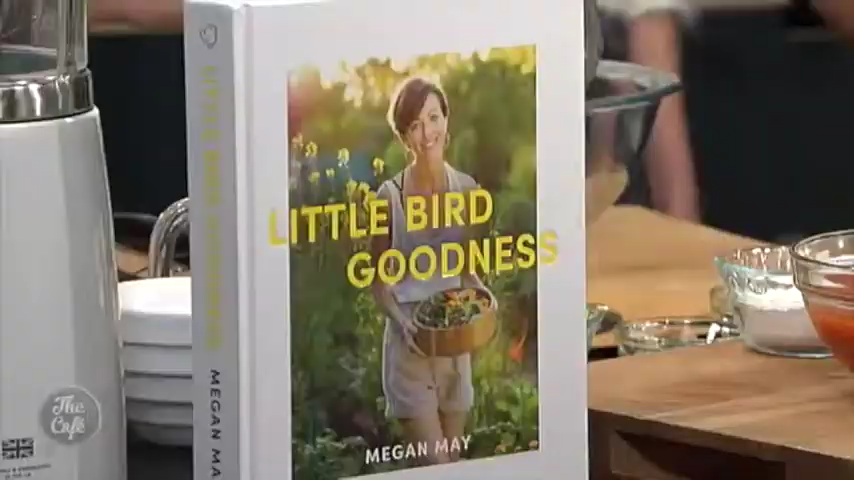 LITTLE BIRD
GOODNESS
MEGAN MAY
LITTLE BIRD GOODNESS
MEGAN MA
The
Café